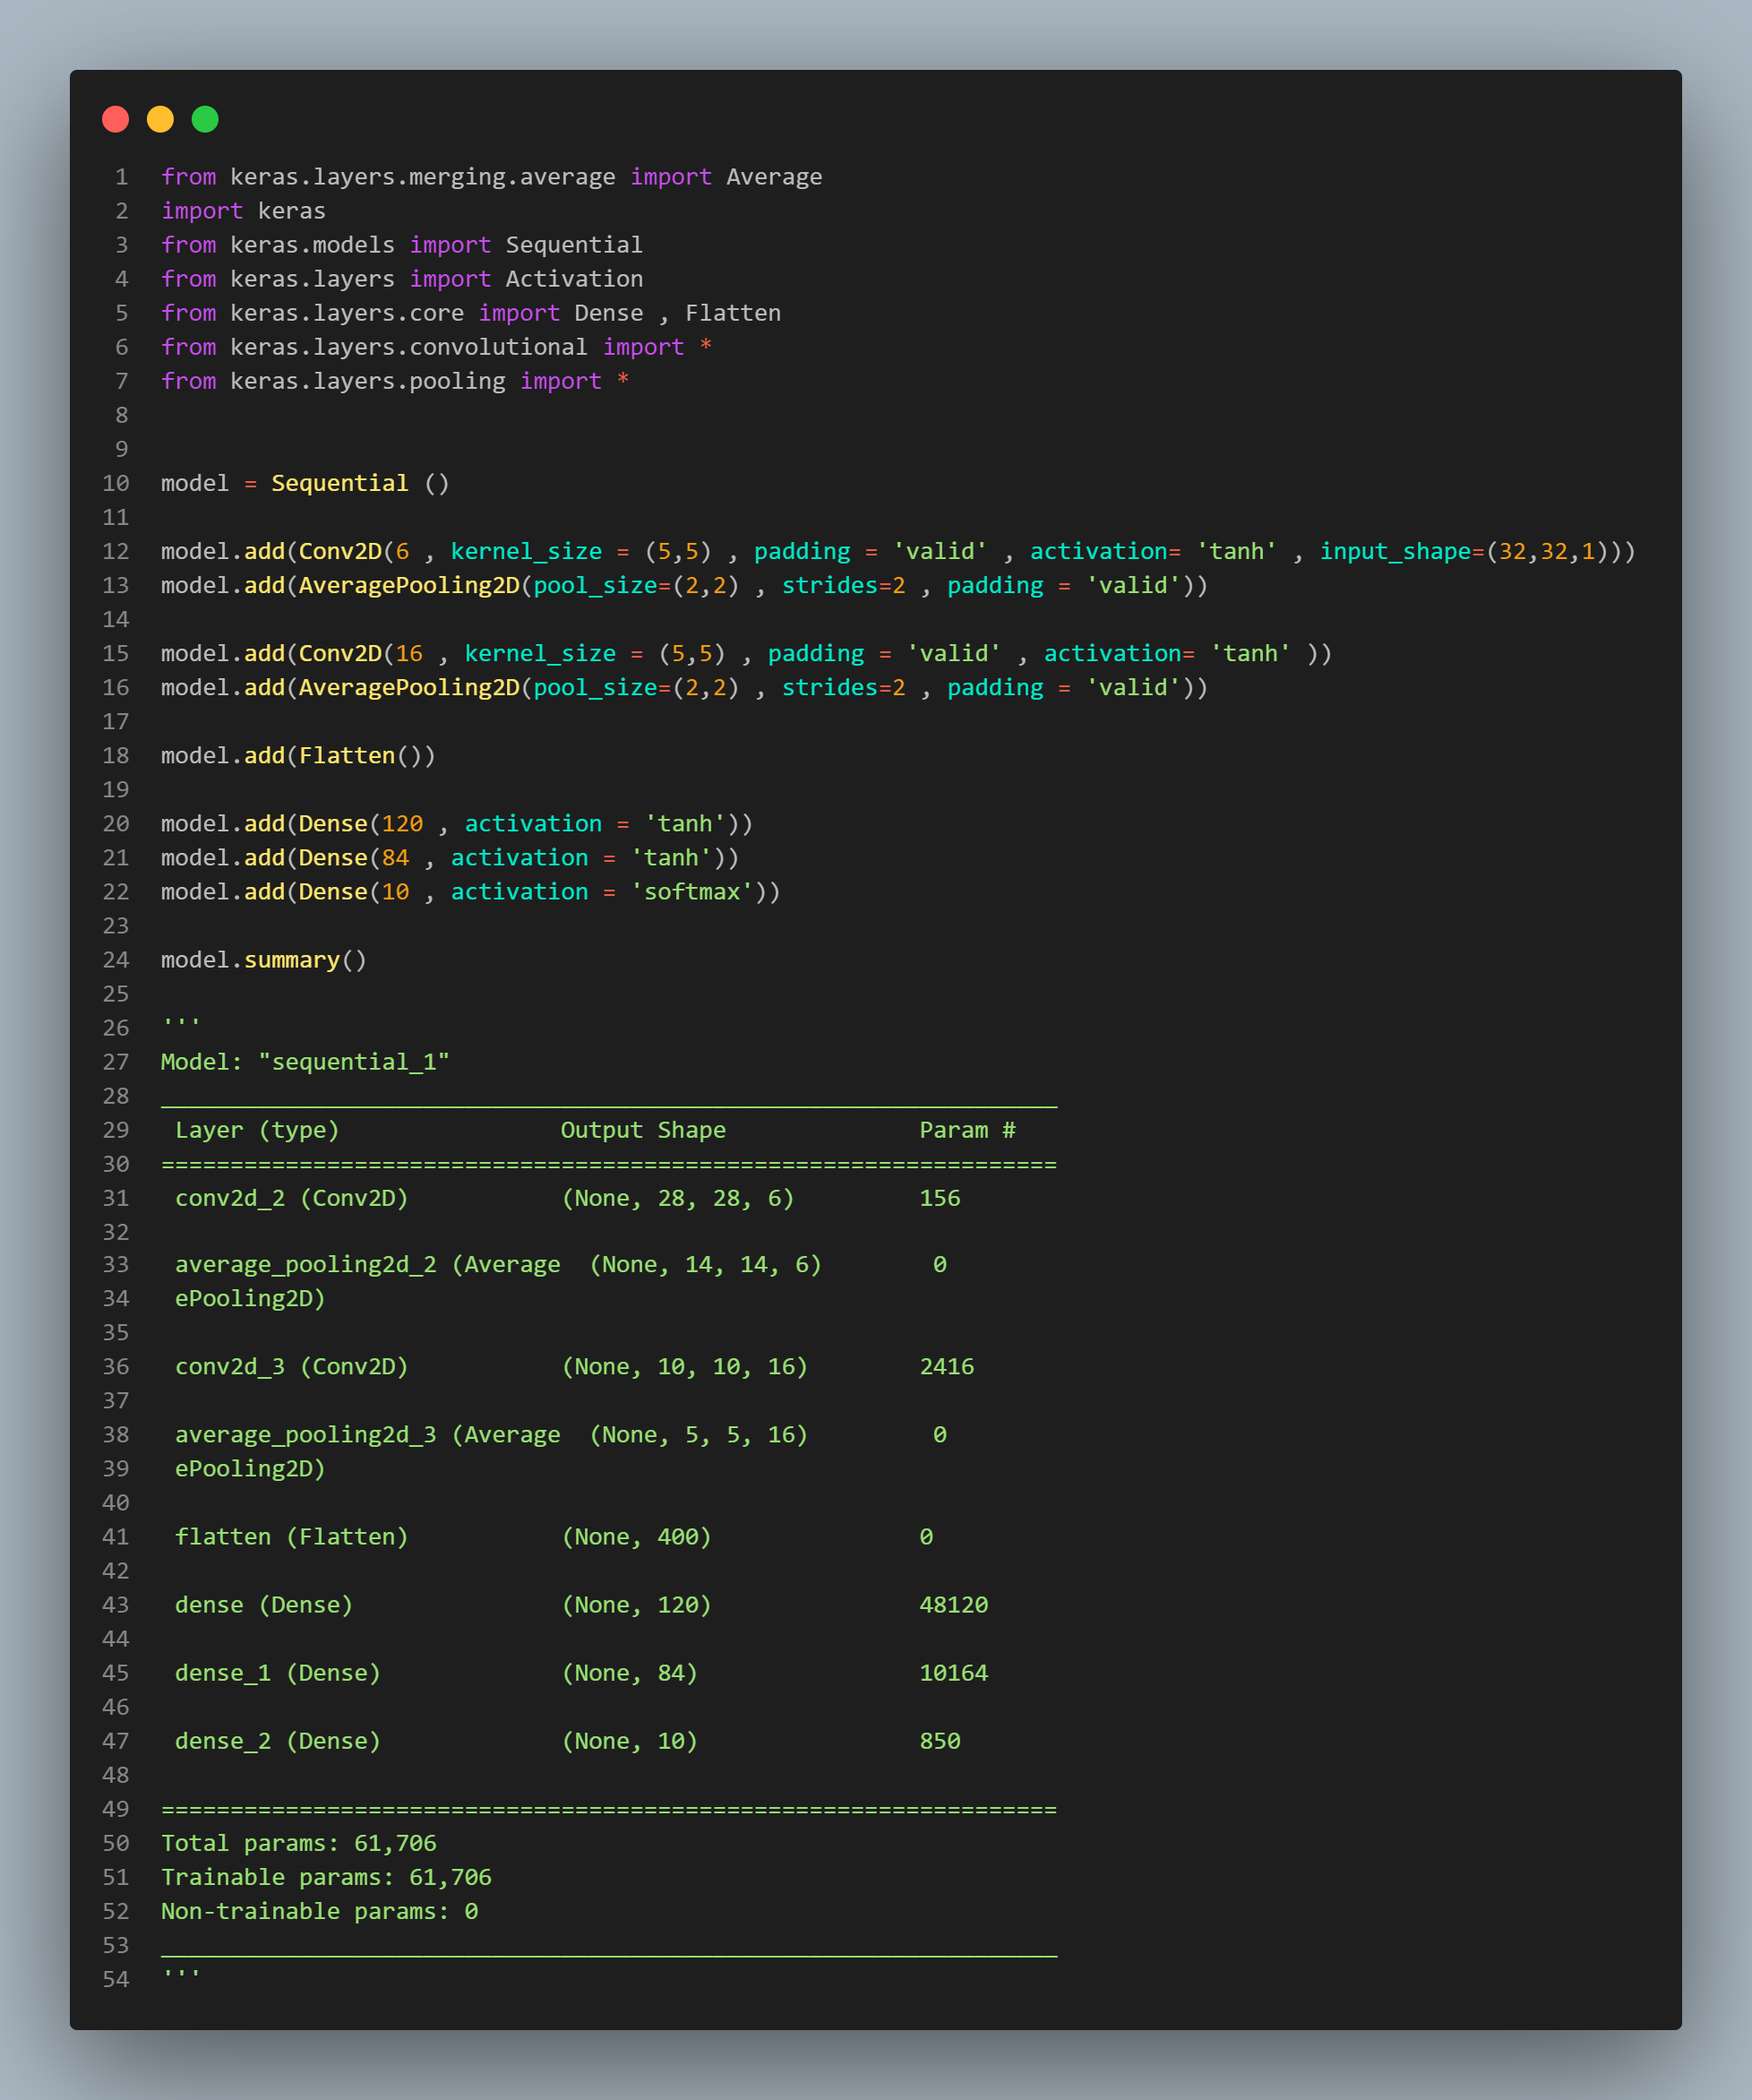 1 from keras.layers.merging.average import Average
2 import keras
3 from keras.models import Sequential
4 from keras.layers import Activation
5 from keras.layers.core import Dense , Flatten
6 from keras.layers.convolutional import *
7 from keras.layers.pooling import *
8
9
10 model = Sequential ()
11
12 model.add(Conv2D(6 , kernel_size = (5,5) , padding = 'valid' , activation= 'tanh' , input_shape=(32,32,1)))
13 model.add(AveragePooling2D(pool_size=(2,2) , strides=2 , padding = 'valid'))
14
15 model.add(Conv2D(16 , kernel_size = (5,5) , padding = 'valid' , activation= 'tanh' ))
16 model.add(AveragePooling2D(pool_size=(2,2) , strides=2 , padding = 'valid'))
17
18 model.add(Flatten())
19
20 model.add(Dense(120 , activation = 'tanh'))
21 model.add(Dense(84 , activation = 'tanh'))
22 model.add(Dense(10 , activation = 'softmax'))
23
24 model.summary()
25
26 '''
27 Model: "sequential_1"
28 _________________________________________________________________
29  Layer (type)                Output Shape              Param #
30 =================================================================
31  conv2d_2 (Conv2D)           (None, 28, 28, 6)         156
32
33  average_pooling2d_2 (Average  (None, 14, 14, 6)        0
34  ePooling2D)
35
36  conv2d_3 (Conv2D)           (None, 10, 10, 16)        2416
37
38  average_pooling2d_3 (Average  (None, 5, 5, 16)         0
39  ePooling2D)
40
41  flatten (Flatten)           (None, 400)               0
42
43  dense (Dense)               (None, 120)               48120
44
45  dense_1 (Dense)             (None, 84)                10164
46
47  dense_2 (Dense)             (None, 10)                850
48
49 =================================================================
50 Total params: 61,706
51 Trainable params: 61,706
52 Non-trainable params: 0
53 _________________________________________________________________
54 '''